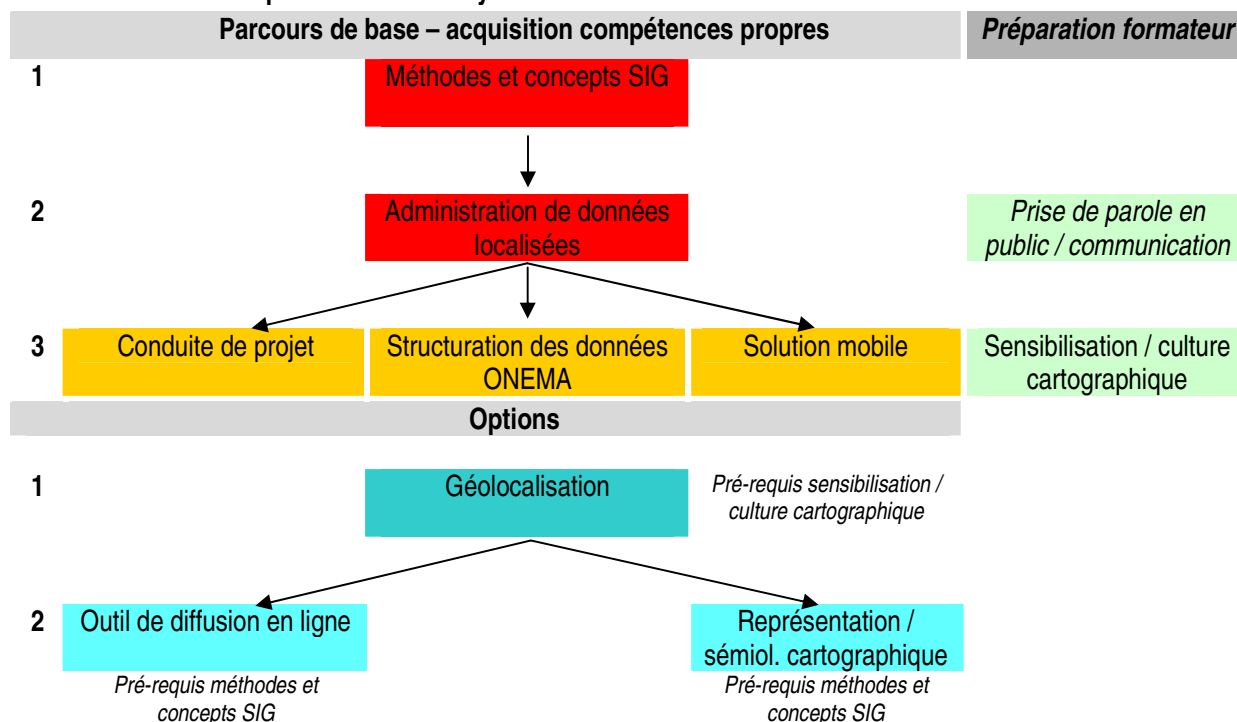 Parcours de base – acquisition compétences propres
Préparation formateur
1
Méthodes et concepts SIG
2
Administration de données
localisées
Prise de parole en
public / communication
3
Conduite de projet
Structuration des données
ONEMA
Solution mobile
Sensibilisation / culture
cartographique
Options
1
Géolocalisation
Pré-requis sensibilisation /
culture cartographique
2
Outil de diffusion en ligne
Représentation /
sémiol. cartographique
Pré-requis méthodes et
concepts SIG
Pré-requis méthodes et
concepts SIG